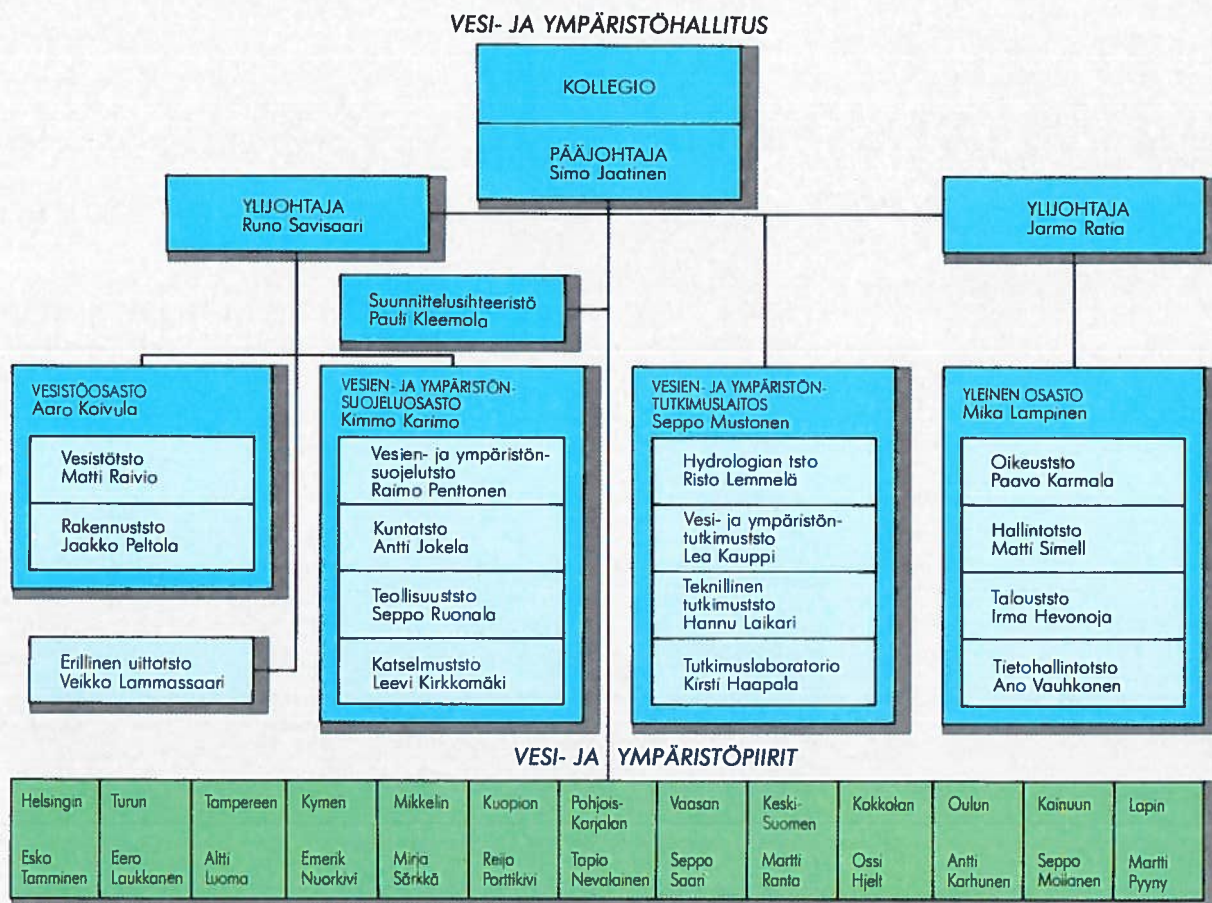 VESI- JA YMPÄRISTÖHALLITUS
KOLLEGIO
PÄÄJOHTAJA
Simo Jaatinen
YLIJOHTAJA
Runo Savisaari
YLIJOHTAJA
Jarmo Ratia
Suunnittelusihteeristö
Pauli Kleemola
VESISTÖOSASTO
Aaro Koivula
Vesistötsto
Matti Raivio
Rakennuststo
Jaakko Peltola
Erillinen uittotsto
Veikko Lammassaari
VESIEN- JA YMPÄRISTÖN-
SUOJELUOSASTO
Kimmo Karimo
Vesien- ja ympäristön-
suojelutsto
Raimo Penttonen
Kuntatsto
Antti Jokela
Teollisuuststo
Seppo Ruonala
Katselmuststo
Leevi Kirkkomäki
VESIEN- JA YMPÄRISTÖN-
TUTKIMUSLAITOS
Seppo Mustonen
Hydrologian tsto
Risto Lemmelä
Vesi- ja ympäristön-
tutkimuststo
Lea Kauppi
Teknillinen
tutkimuststo
Hannu Laikari
Tutkimuslaboratorio
Kirsti Haapala
YLEINEN OSASTO
Mika Lampinen
Oikeuststo
Paavo Karmala
Hallintotsto
Matti Simell
Talouststo
Irma Hevonoja
Tietohallintotsto
Ano Vauhkonen
VESI- JA YMPÄRISTÖPIIRIT
Helsingin
Esko
Tamminen
Turun
Eero
Laukkanen
Tampereen
Altti
Luoma
Kymen
Emerik
Nuorkivi
Mikkelin
Mirja
Särkkä
Kuopion
Reijo
Porttikivi
Pohjois-
Karjalan
Tapio
Nevalainen
Vaasan
Seppo
Saari
Keski-
Suomen
Martti
Ranta
Kokkolan
Ossi
Hjelt
Oulun
Antti
Karhunen
Kainuun
Seppo
Moilanen
Lapin
Martti
Pyyny